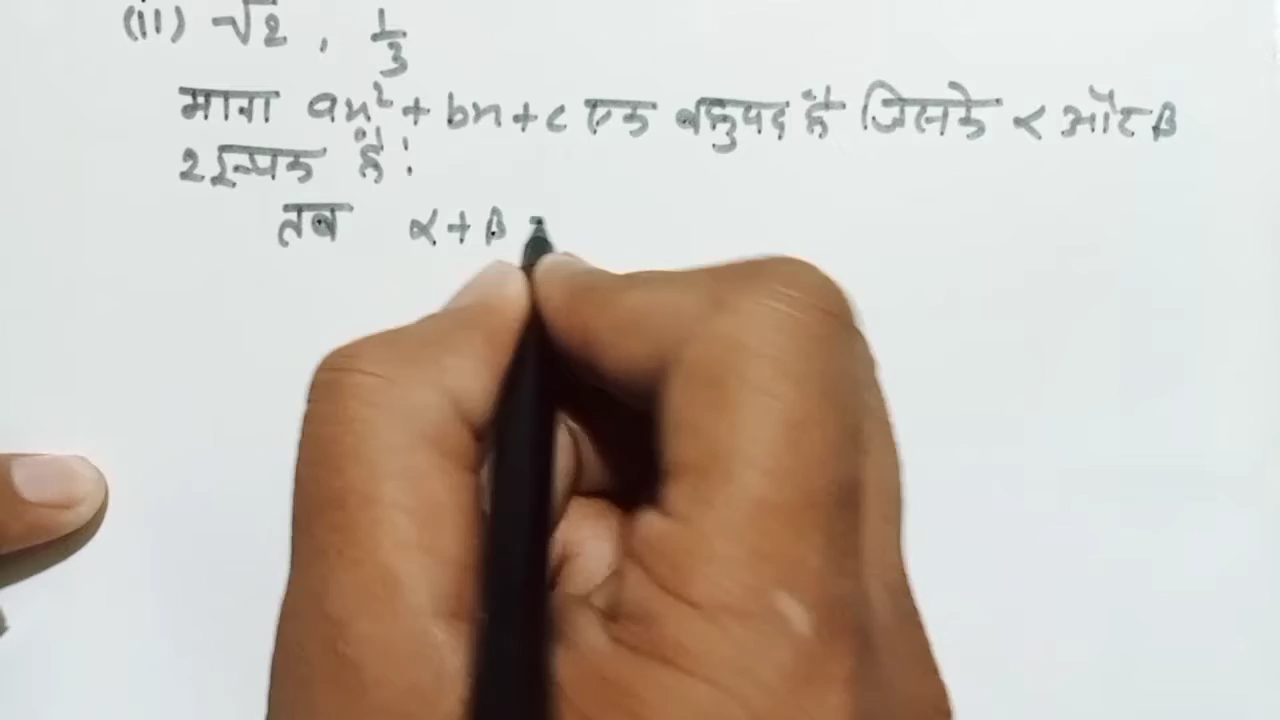 (ii) √2 , 1/3
माना ax² + bx + c एक बहुपद है जिसके α और β
शून्यक हैं।
तब α + β =